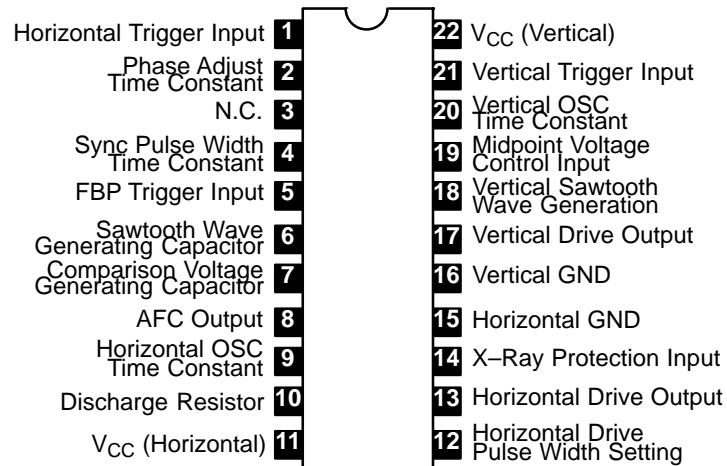 Horizontal Trigger Input 1
Phase Adjust
Time Constant 2
N.C. 3
Sync Pulse Width
Time Constant 4
FBP Trigger Input 5
Sawtooth Wave
Generating Capacitor 6
Comparison Voltage
Generating Capacitor 7
AFC Output 8
Horizontal OSC
Time Constant 9
Discharge Resistor 10
VCC (Horizontal) 11
22 VCC (Vertical)
21 Vertical Trigger Input
20 Vertical OSC
Time Constant
19 Midpoint Voltage
Control Input
18 Vertical Sawtooth
Wave Generation
17 Vertical Drive Output
16 Vertical GND
15 Horizontal GND
14 X–Ray Protection Input
13 Horizontal Drive Output
12 Horizontal Drive
Pulse Width Setting